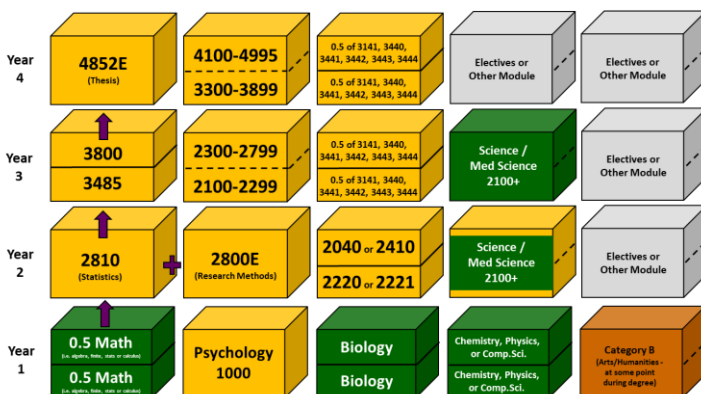 Year
4
4852E
(Thesis)
4100-4995
3300-3899
0.5 of 3141, 3440,
3441, 3442, 3443, 3444
0.5 of 3141, 3440,
3441, 3442, 3443, 3444
Electives or
Other Module
Electives or
Other Module
Year
3
3800
3485
2300-2799
2100-2299
0.5 of 3141, 3440,
3441, 3442, 3443, 3444
0.5 of 3141, 3440,
3441, 3442, 3443, 3444
Science /
Med Science
2100+
Electives or
Other Module
Year
2
2810
(Statistics)
2800E
(Research Methods)
2040 or 2410
2220 or 2221
Science /
Med Science
2100+
Electives or
Other Module
Year
1
0.5 Math
(i.e. algebra, finite, stats or calculus)
0.5 Math
(i.e. algebra, finite, stats or calculus)
Psychology
1000
Biology
Biology
Chemistry, Physics,
or Comp.Sci.
Chemistry, Physics,
or Comp.Sci.
Category B
(Arts/Humanities -
at some point
during degree)